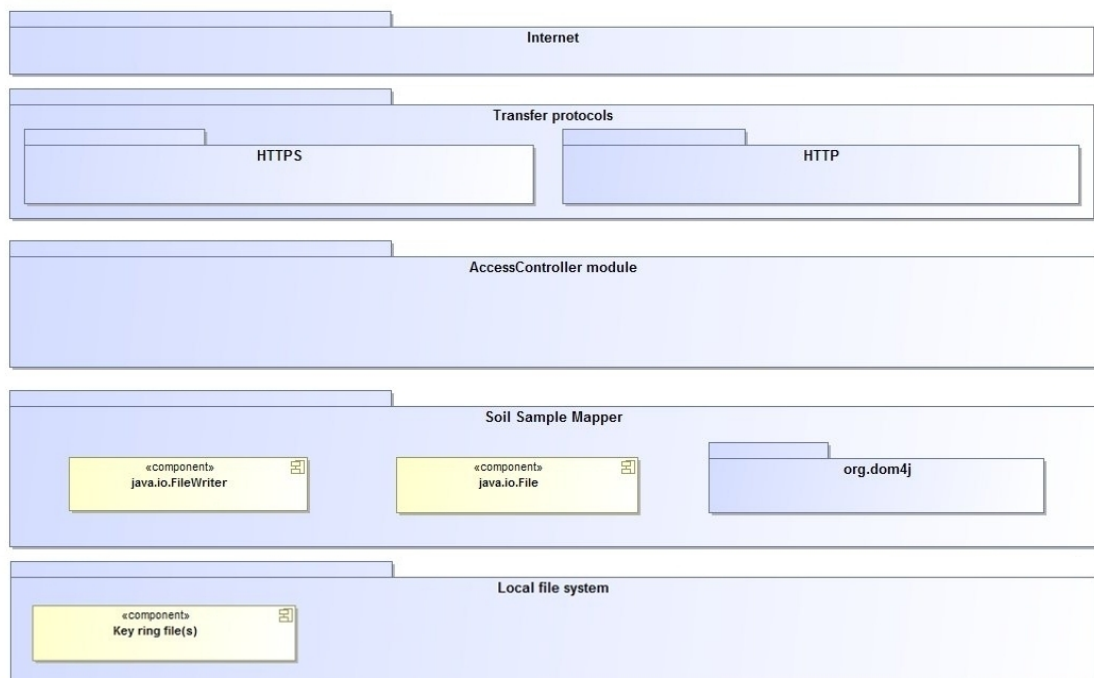 Internet
Transfer protocols
HTTPS
HTTP
AccessController module
Soil Sample Mapper
«component»
java.io.FileWriter
«component»
java.io.File
org.dom4j
Local file system
«component»
Key ring file(s)